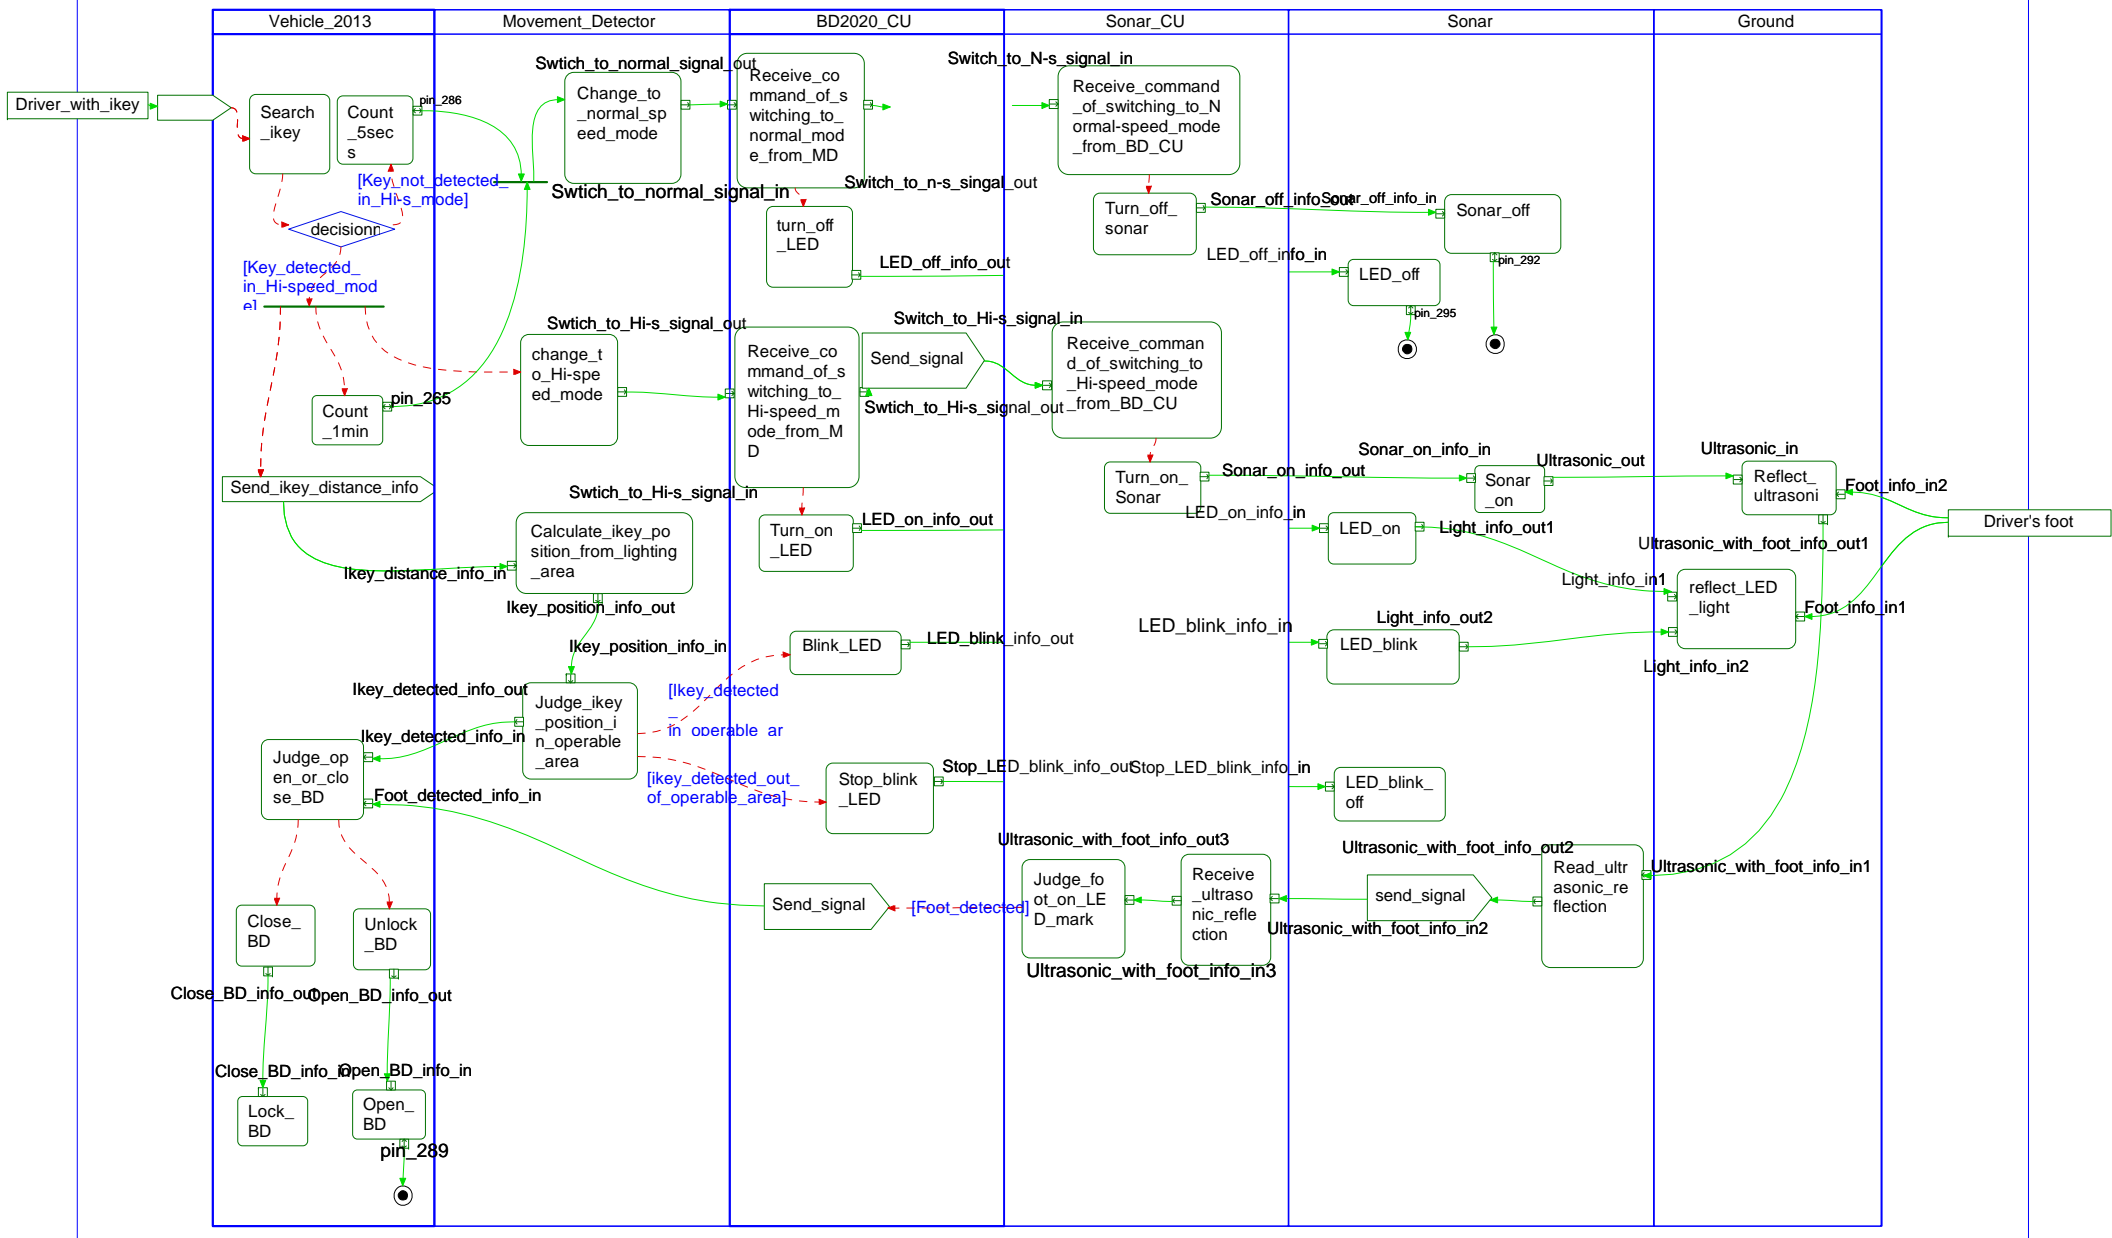 Vehicle_2013
Movement_Detector
BD2020_CU
Sonar_CU
Sonar
Ground
Driver_with_ikey
Search
_ikey
Count
_5sec
s
pin_286
[Key_not_detected_
in_Hi-s_mode]
decisionn
[Key_detected_
in_Hi-speed_mod
e]
Count
_1min
pin_265
Send_ikey_distance_info
Swtich_to_normal_signal_out
Change_to
_normal_sp
eed_mode
Swtich_to_normal_signal_in
Receive_co
mmand_of_s
witching_to_
normal_mod
e_from_MD
Switch_to_n-s_singal_out
turn_off
_LED
LED_off_info_out
Switch_to_N-s_signal_in
Receive_command
_of_switching_to_N
ormal-speed_mode
_from_BD_CU
Turn_off_
sonar
Sonar_off_info_out
Sonar_off_info_in
Sonar_off
pin_292
LED_off_info_in
LED_off
pin_295
Swtich_to_Hi-s_signal_out
change_t
o_Hi-spe
ed_mode
Swtich_to_Hi-s_signal_in
Receive_co
mmand_of_s
witching_to_
Hi-speed_m
ode_from_M
D
Send_signal
Swtich_to_Hi-s_signal_out
Switch_to_Hi-s_signal_in
Receive_comman
d_of_switching_to
_Hi-speed_mode
_from_BD_CU
Turn_on_
Sonar
Sonar_on_info_out
Sonar_on_info_in
Sonar
_on
Ultrasonic_out
Ultrasonic_in
Reflect_
ultrasoni
Foot_info_in2
Driver's foot
Ultrasonic_with_foot_info_out1
Turn_on
_LED
LED_on_info_out
LED_on_info_in
LED_on
Light_info_out1
Light_info_in1
reflect_LED
_light
Foot_info_in1
Light_info_in2
Calculate_ikey_po
sition_from_lighting
_area
Ikey_distance_info_in
Ikey_position_info_out
Ikey_position_info_in
Blink_LED
LED_blink_info_out
LED_blink_info_in
LED_blink
Light_info_out2
Ikey_detected_info_out
Judge_ikey
_position_i
n_operable
_area
[Ikey_detected
_
in_operable_ar
[ikey_detected_out_
of_operable_area]
Ikey_detected_info_in
Judge_op
en_or_clo
se_BD
Foot_detected_info_in
Stop_blink
_LED
Stop_LED_blink_info_out
Stop_LED_blink_info_in
LED_blink_
off
Ultrasonic_with_foot_info_out3
Judge_fo
ot_on_LE
D_mark
Receive
_ultraso
nic_refle
ction
Ultrasonic_with_foot_info_in3
Ultrasonic_with_foot_info_out2
send_signal
Ultrasonic_with_foot_info_in2
Read_ultr
asonic_re
flection
Ultrasonic_with_foot_info_in1
Send_signal
[Foot_detected]
Close_
BD
Unlock
_BD
Close_BD_info_out
Open_BD_info_out
Close_BD_info_in
Open_BD_info_in
Lock_
BD
Open_
BD
pin_289